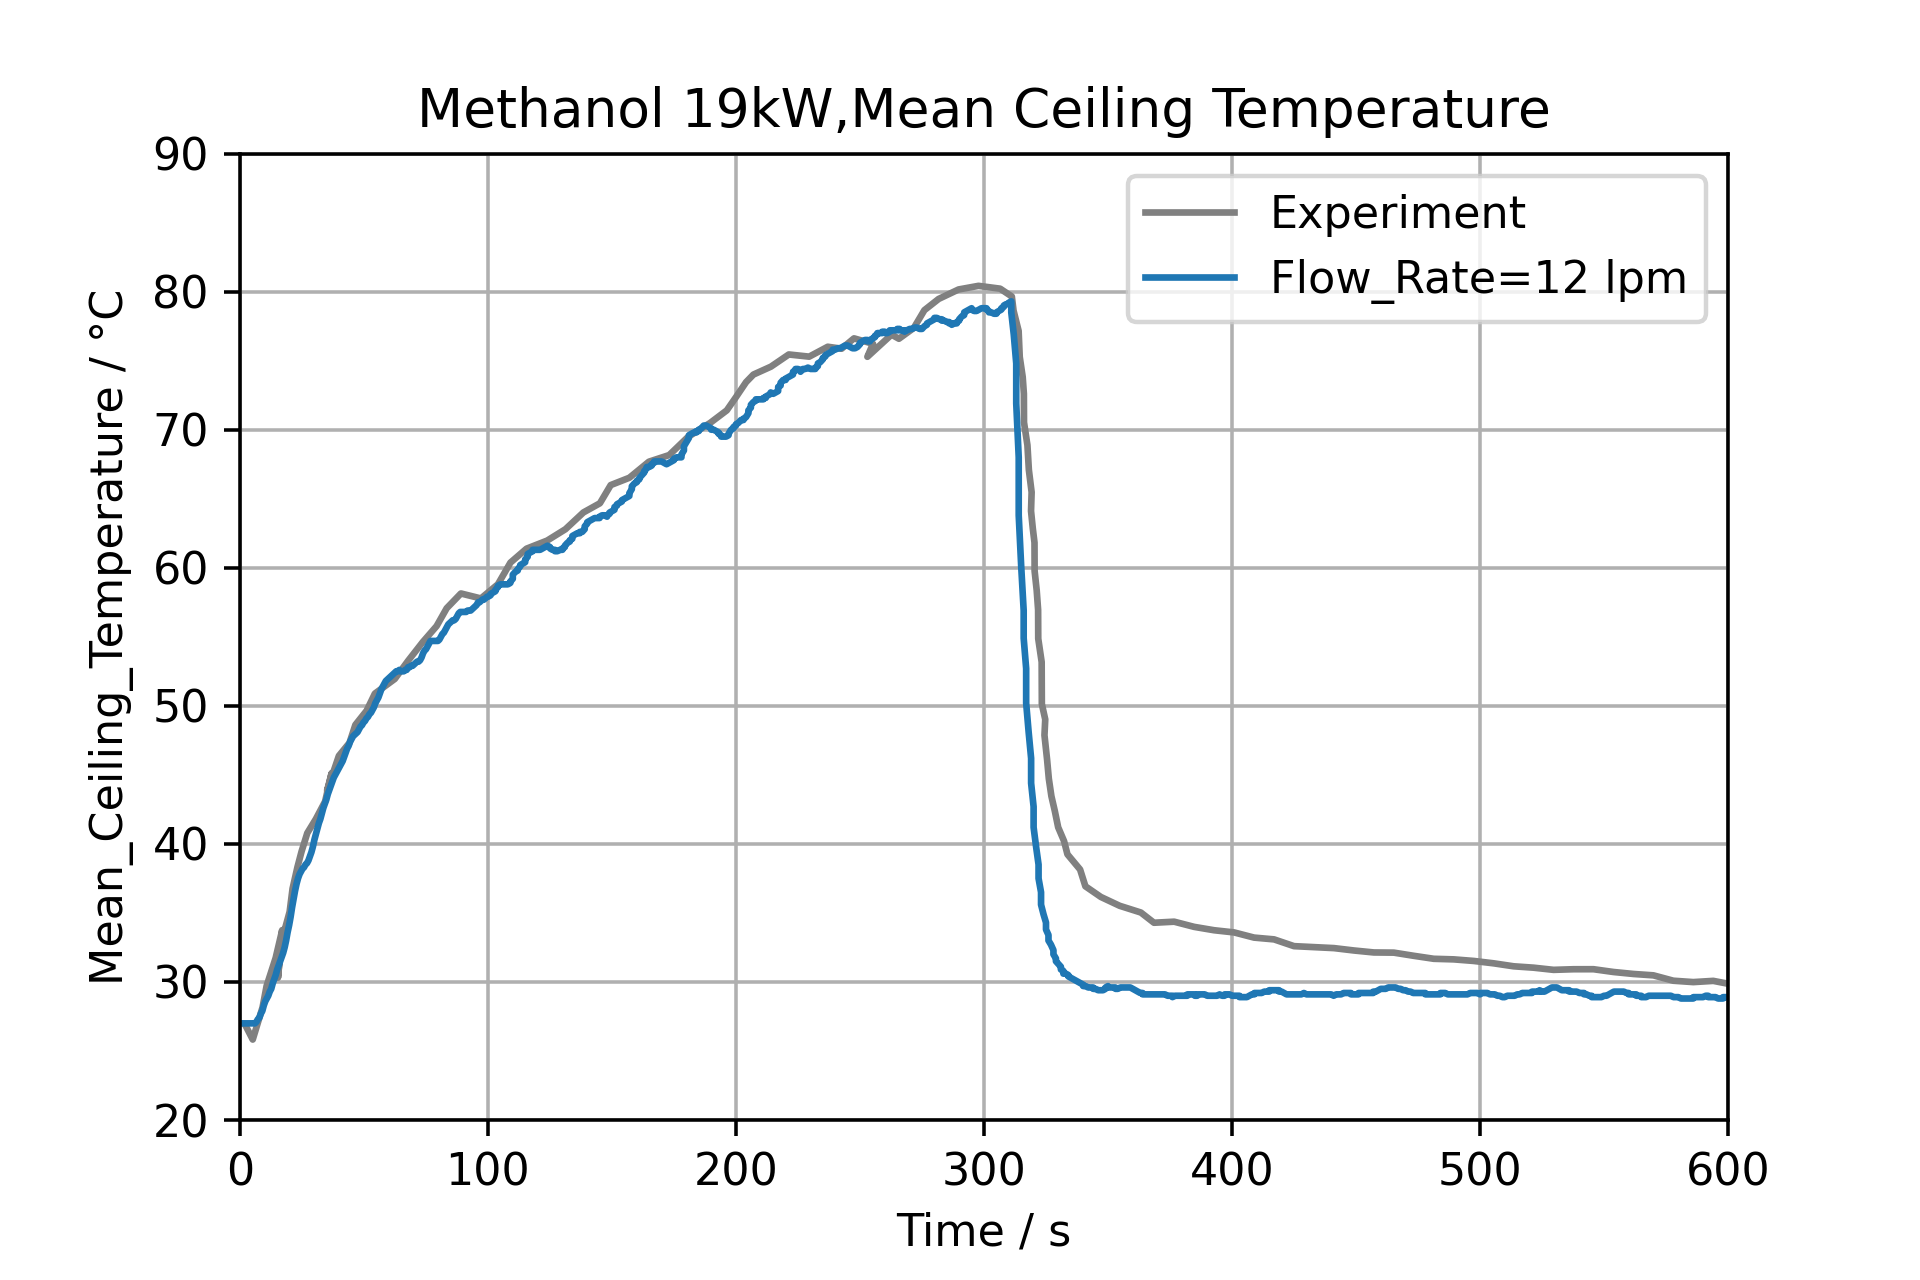 Methanol 19kW,Mean Ceiling Temperature
Mean_Ceiling_Temperature / °C
90
80
70
60
50
40
30
20
Experiment
Flow_Rate=12 lpm
0 100 200 300 400 500 600
Time / s